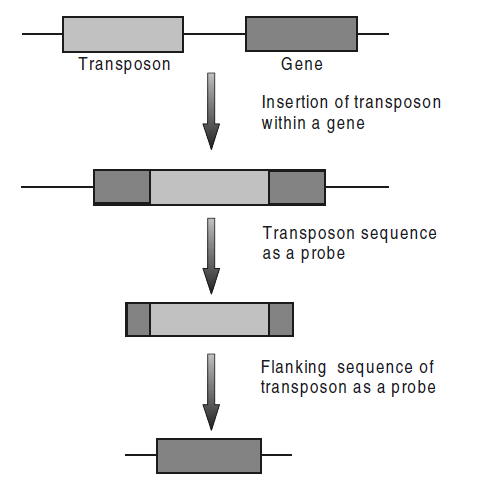 Transposon
Gene
Insertion of transposon
within a gene
Transposon sequence
as a probe
Flanking sequence of
transposon as a probe